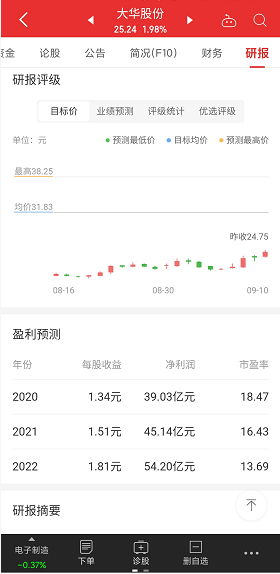 大华股份
25.24 1.98%
资金 论股 公告 简况(F10) 财务 研报
研报评级
目标价 业绩预测 评级统计 优选评级
单位：元 预测最低价 目标均价 预测最高价
最高38.25
均价31.83
昨收24.75
08-16 08-30 09-10
盈利预测
年份 每股收益 净利润 市盈率
2020 1.34元 39.03亿元 18.47
2021 1.51元 45.14亿元 16.43
2022 1.81元 54.20亿元 13.69
研报摘要
电子制造 下单 诊股 删自选
-0.37%